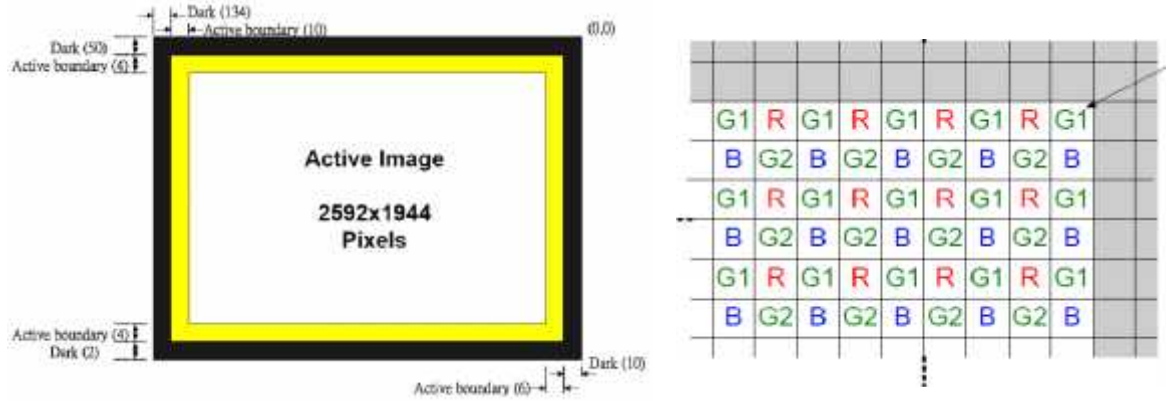 Dark (134)
Active boundary (10)
(0,0)
Dark (50)
Active boundary (4)
Active Image
2592x1944
Pixels
Active boundary (4)
Dark (2)
Dark (10)
Active boundary (6)
G1 R G1 R G1 R G1 R G1
B G2 B G2 B G2 B G2 B
G1 R G1 R G1 R G1 R G1
B G2 B G2 B G2 B G2 B
G1 R G1 R G1 R G1 R G1
B G2 B G2 B G2 B G2 B